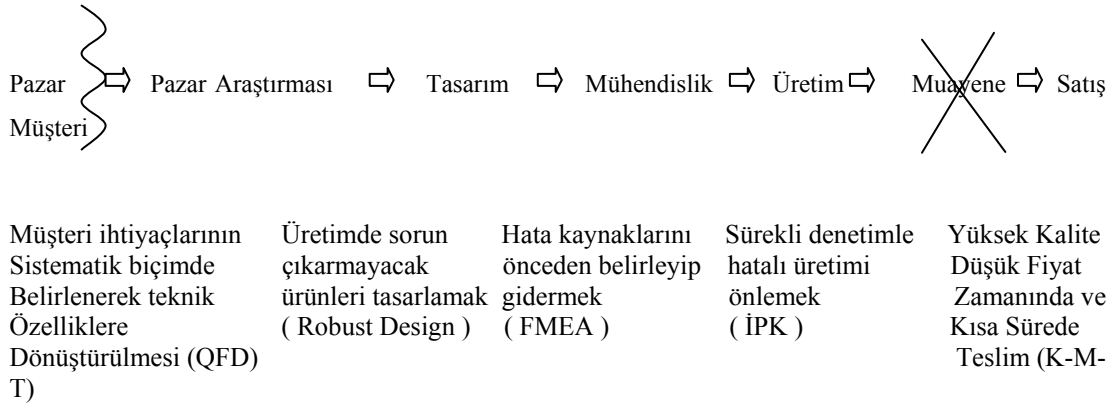 Pazar Pazar Araştırması Tasarım Mühendislik Üretim Muayene Satış
Müşteri
Müşteri ihtiyaçlarının Üretimde sorun Hata kaynaklarını Sürekli denetimle Yüksek Kalite
Sistematik biçimde çıkarmayacak önceden belirleyip hatalı üretimi Düşük Fiyat
Belirlenerek teknik ürünleri tasarlamak gidermek önlemek Zamanında ve
Özelliklere ( Robust Design ) ( FMEA ) ( İPK ) Kısa Sürede
Dönüştürülmesi (QFD) Teslim (K-M-
T)